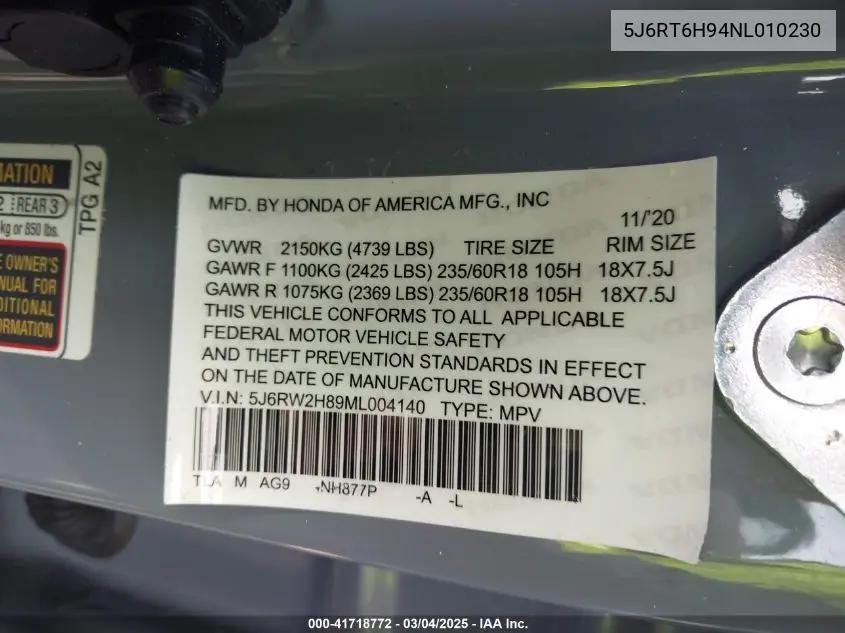 5J6RT6H94NL010230
MATION
2 REAR 3
kg or 850 lbs.
E OWNER'S
NUAL FOR
DITIONAL
ORMATION
TPG A2
MFD. BY HONDA OF AMERICA MFG., INC
11/'20
GVWR 2150KG (4739 LBS) TIRE SIZE RIM SIZE
GAWR F 1100KG (2425 LBS) 235/60R18 105H 18X7.5J
GAWR R 1075KG (2369 LBS) 235/60R18 105H 18X7.5J
THIS VEHICLE CONFORMS TO ALL APPLICABLE
FEDERAL MOTOR VEHICLE SAFETY
AND THEFT PREVENTION STANDARDS IN EFFECT
ON THE DATE OF MANUFACTURE SHOWN ABOVE.
V.I.N: 5J6RW2H89ML004140 TYPE: MPV
TLA M AG9 -NH877P -A -L
000-41718772 - 03/04/2025 - IAA Inc.